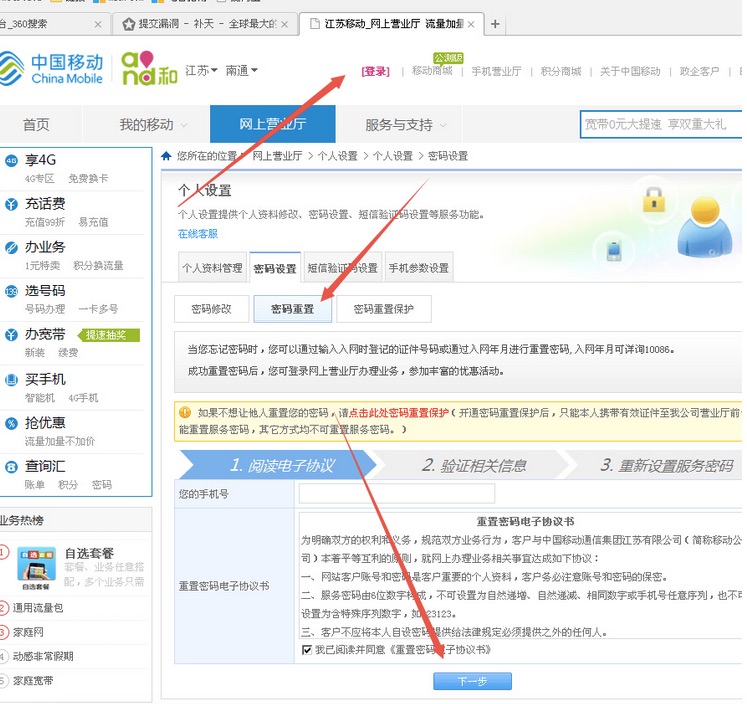 台_360搜索
提交漏洞 - 补天 - 全球最大的
江苏移动_网上营业厅 流量加量
中国移动
China Mobile
and和
江苏 南通
[登录] | 移动商城 | 手机营业厅 | 积分商城 | 关于中国移动 | 政企客户
公测版
首页 我的移动 网上营业厅 服务与支持
宽带0元大提速 享双重大礼
您所在的位置 网上营业厅 > 个人设置 > 个人设置 > 密码设置
享4G
4G专区 免费换卡
充话费
充值99折 易充值
办业务
1元特卖 积分换流量
选号码
号码办理 一卡多号
办宽带 提速抽奖
新装 续费
买手机
智能机 4G手机
抢优惠
流量加量不加价
查询汇
账单 积分 密码
业务热榜
1 自选套餐
自选套餐
套餐、业务任意搭
配，多个业务只需
2 通用流量包
3 家庭网
4 动感非常假期
5 家庭宽带
个人设置
个人设置提供个人资料修改、密码设置、短信验证码设置等服务功能。
在线客服
个人资料管理 密码设置 短信验证码设置 手机参数设置
密码修改 密码重置 密码重置保护
当您忘记密码时，您可以通过输入入网时登记的证件号码或通过入网年月进行重置密码,入网年月可详询10086。
成功重置密码后，您可登录网上营业厅办理业务，参加丰富的优惠活动。
如果不想让他人重置您的密码，请点击此处密码重置保护（开通密码重置保护后，只能本人携带有效证件至我公司营业厅前
能重置服务密码，其它方式均不可重置服务密码。）
1. 阅读电子协议 2. 验证相关信息 3. 重新设置服务密码
您的手机号
重置密码电子协议书
重置密码电子协议书
为明确双方的权利和义务，规范双方业务行为，客户与中国移动通信集团江苏有限公司（简称移动公
司）本着平等互利的原则，就网上办理业务相关事宜达成如下协议：
一、网站客户账号和密码是客户重要的个人资料，客户务必注意账号和密码的保密。
二、服务密码由6位数字构成，不可设置为自然递增、自然递减、相同数字或手机号任意序列，也不可
设置为含特殊序列数字，如123123。
三、客户不应将本人自设密码提供给法律规定必须提供之外的任何人。
我已阅读并同意《重置密码电子协议书》
下一步